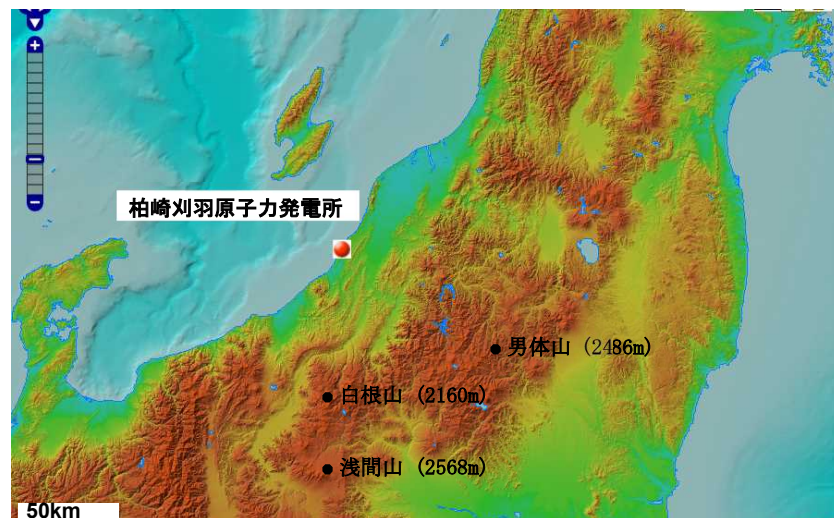 柏崎刈羽原子力発電所
男体山 (2486m)
白根山 (2160m)
浅間山 (2568m)
50km